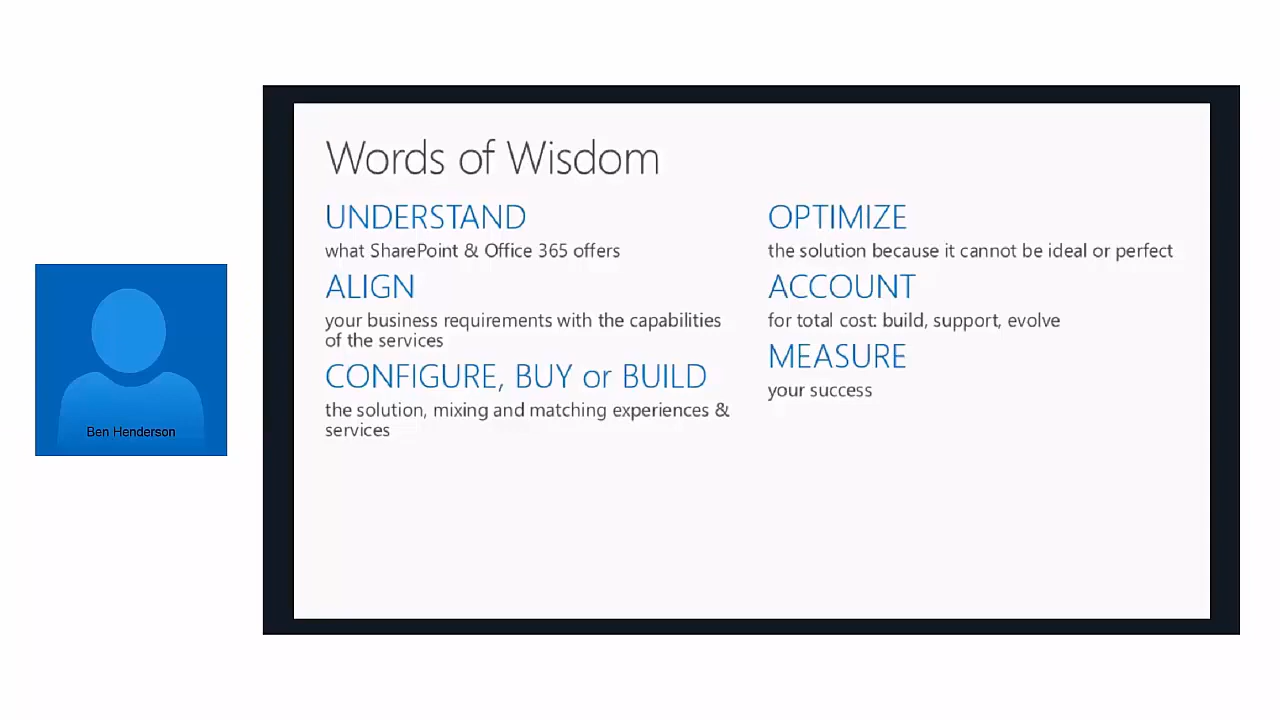 Words of Wisdom
UNDERSTAND
what SharePoint & Office 365 offers
ALIGN
your business requirements with the capabilities
of the services
CONFIGURE, BUY or BUILD
the solution, mixing and matching experiences &
services
OPTIMIZE
the solution because it cannot be ideal or perfect
ACCOUNT
for total cost: build, support, evolve
MEASURE
your success
Ben Henderson